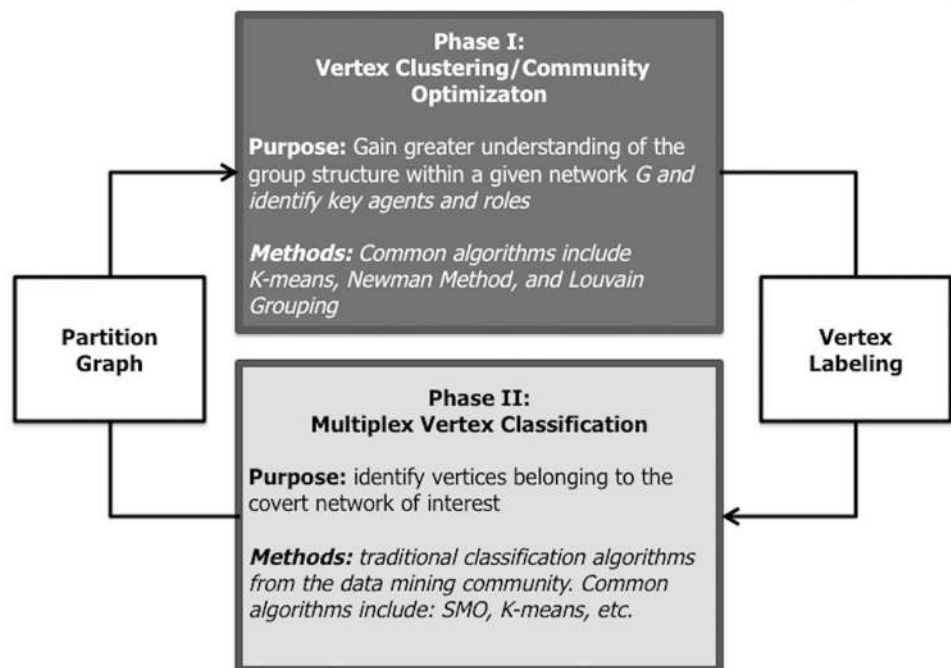 Phase I:
Vertex Clustering/Community
Optimizaton
Purpose: Gain greater understanding of the
group structure within a given network G and
identify key agents and roles
Methods: Common algorithms include
K-means, Newman Method, and Louvain
Grouping
Partition
Graph
Vertex
Labeling
Phase II:
Multiplex Vertex Classification
Purpose: identify vertices belonging to the
covert network of interest
Methods: traditional classification algorithms
from the data mining community. Common
algorithms include: SMO, K-means, etc.